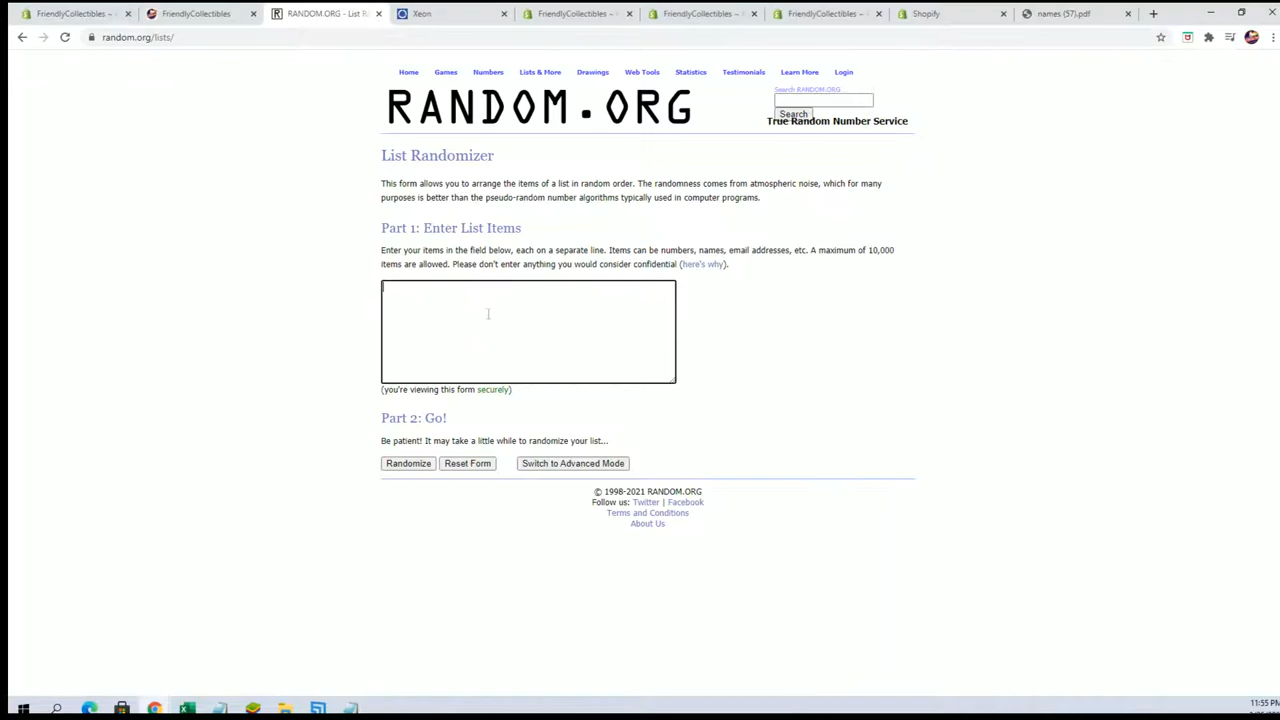 FriendlyCollectibles ~
FriendlyCollectibles
RANDOM.ORG - List R
Xeon
FriendlyCollectibles ~
FriendlyCollectibles ~
FriendlyCollectibles ~
Shopify
names (57).pdf
random.org/lists/
Home Games Numbers Lists & More Drawings Web Tools Statistics Testimonials Learn More Login
RANDOM.ORG
Search RANDOM.ORG
Search
True Random Number Service
List Randomizer
This form allows you to arrange the items of a list in random order. The randomness comes from atmospheric noise, which for many
purposes is better than the pseudo-random number algorithms typically used in computer programs.
Part 1: Enter List Items
Enter your items in the field below, each on a separate line. Items can be numbers, names, email addresses, etc. A maximum of 10,000
items are allowed. Please don't enter anything you would consider confidential (here's why).
(you're viewing this form securely)
Part 2: Go!
Be patient! It may take a little while to randomize your list...
Randomize Reset Form Switch to Advanced Mode
© 1998-2021 RANDOM.ORG
Follow us: Twitter | Facebook
Terms and Conditions
About Us
11:55 PM